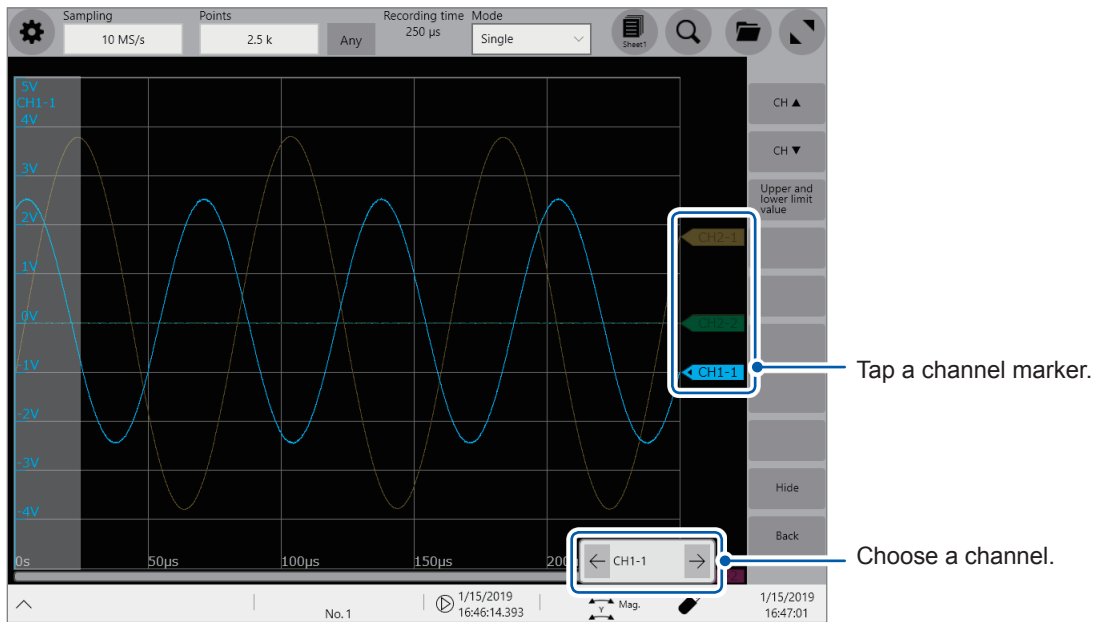 Sampling
10 MS/s
Points
2.5 k
Any
Recording time
250 µs
Mode
Single
Sheet1
5V
CH1-1
4V
3V
2V
1V
0V
-1V
-2V
-3V
-4V
0s
50µs
100µs
150µs
CH2-1
CH2-2
CH1-1
CH ▲
CH ▼
Upper and
lower limit
value
Hide
Back
Tap a channel marker.
← CH1-1 →
Choose a channel.
No. 1
1/15/2019
16:46:14.393
Y
Mag.
1/15/2019
16:47:01